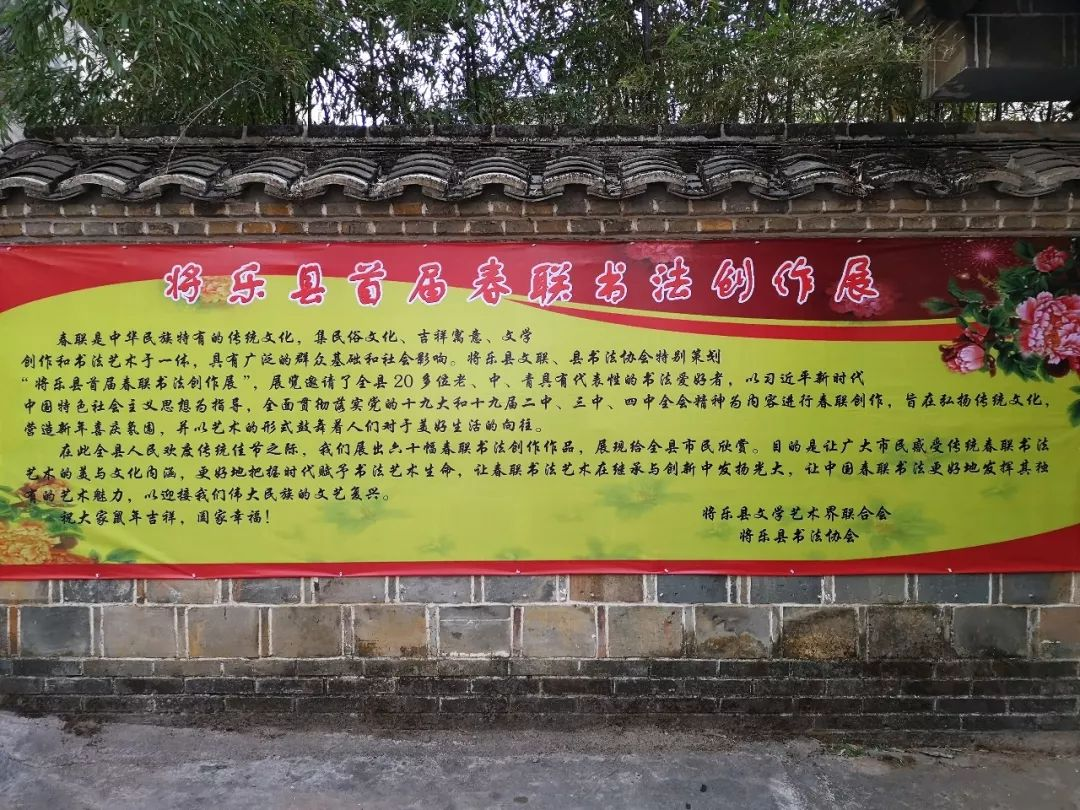 将乐县首届春联书法创作展
春联是中华民族特有的传统文化，集民俗文化、吉祥寓意、文学
创作和书法艺术于一体，具有广泛的群众基础和社会影响。将乐县文联、县书法协会特别策划
“将乐县首届春联书法创作展”，展览邀请了全县20多位老、中、青具有代表性的书法爱好者，以习近平新时代
中国特色社会主义思想为指导，全面贯彻落实党的十九大和十九届二中、三中、四中全会精神为内容进行春联创作，旨在弘扬传统文化，
营造新年喜庆氛围，并以艺术的形式鼓舞着人们对于美好生活的向往。
在此全县人民欢度传统佳节之际，我们展出六十幅春联书法创作作品，展现给全县市民欣赏。目的是让广大市民感受传统春联书法
艺术的美与文化内涵，更好地把握时代赋予书法艺术生命，让春联书法艺术在继承与创新中发扬光大，让中国春联书法更好地发挥其独
有的艺术魅力，以迎接我们伟大民族的文艺复兴。
祝大家鼠年吉祥，阖家幸福！
将乐县文学艺术界联合会
将乐县书法协会